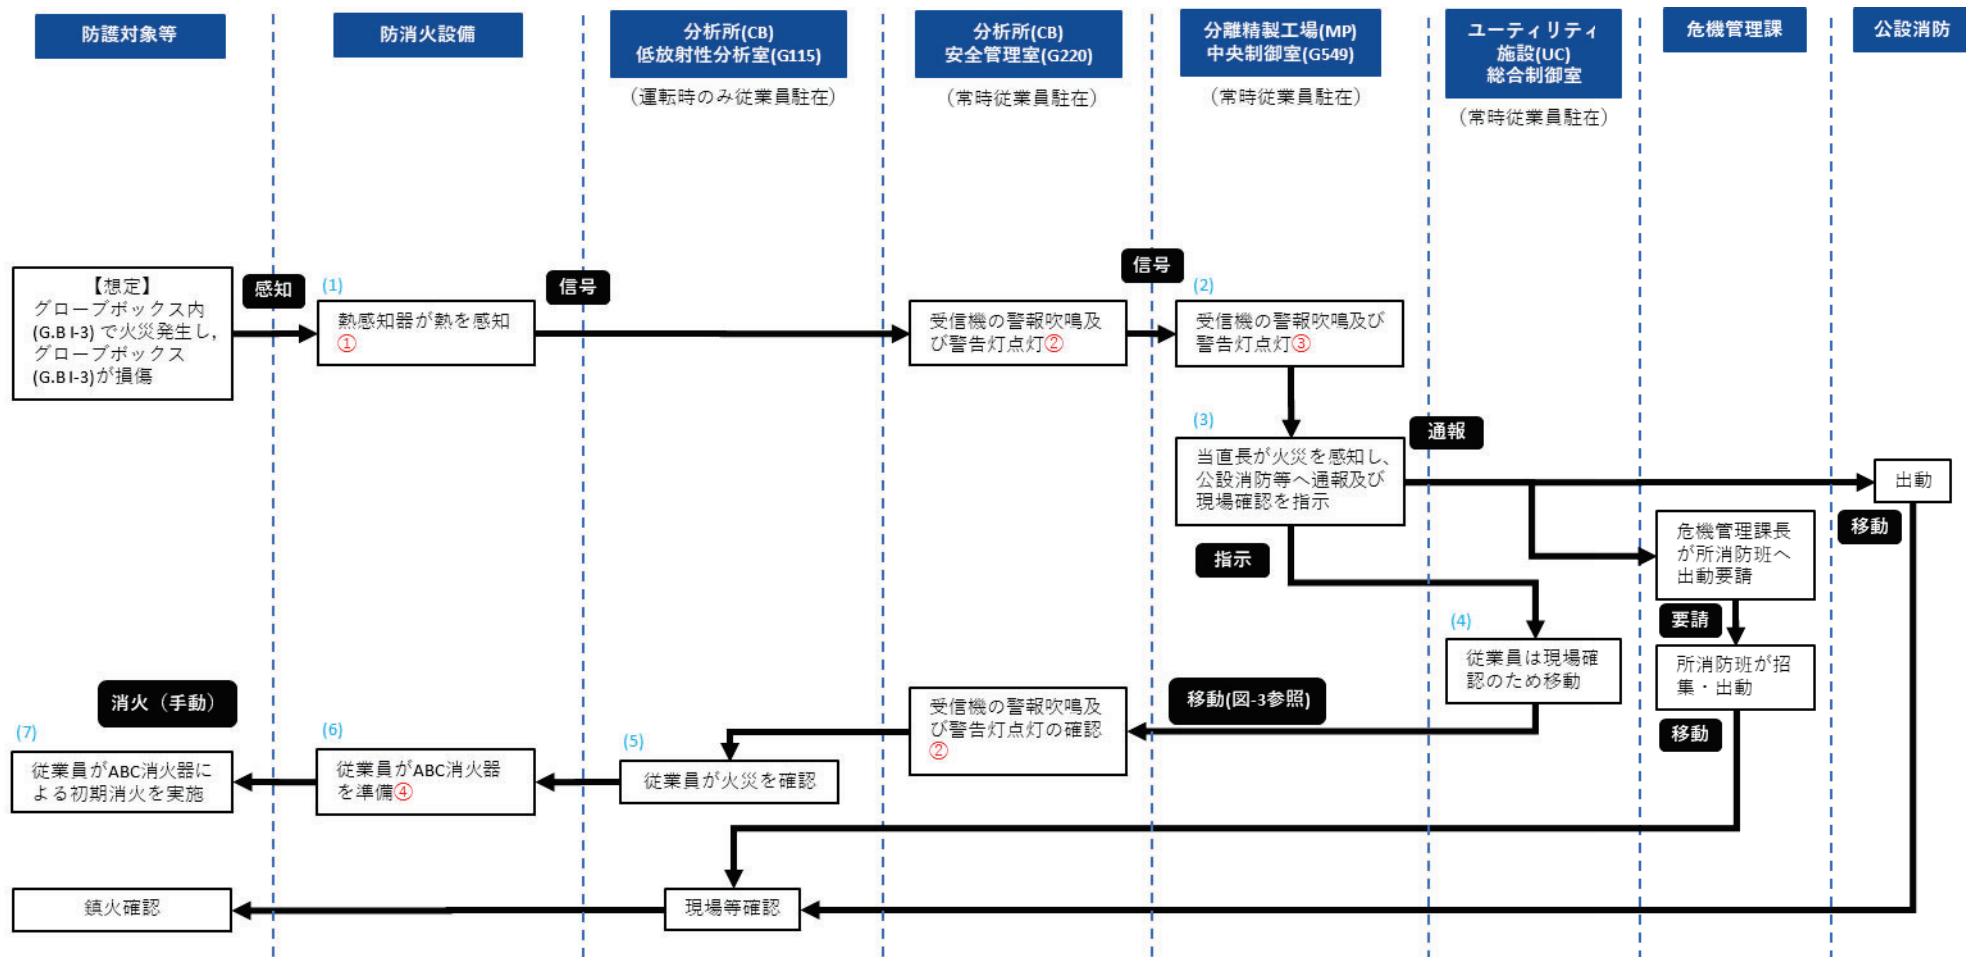 防護対象等
防消火設備
分析所(CB)
低放射性分析室(G115)
（運転時のみ従業員駐在）
分析所(CB)
安全管理室(G220)
（常時従業員駐在）
分離精製工場(MP)
中央制御室(G549)
（常時従業員駐在）
ユーティリティ
施設(UC)
総合制御室
（常時従業員駐在）
危機管理課
公設消防
【想定】
グローブボックス内
(G.B I-3) で火災発生し,
グローブボックス
(G.B I-3)が損傷
感知
(1)
熱感知器が熱を感知
①
信号
受信機の警報吹鳴及
び警告灯点灯②
信号
(2)
受信機の警報吹鳴及び
警告灯点灯③
(3)
当直長が火災を感知し、
公設消防等へ通報及び
現場確認を指示
通報
出動
移動
危機管理課長
が所消防班へ
出動要請
要請
所消防班が招
集・出動
移動
指示
(4)
従業員は現場確
認のため移動
移動(図-3参照)
受信機の警報吹鳴及
び警告灯点灯の確認
②
(5)
従業員が火災を確認
(6)
従業員がABC消火器
を準備④
消火（手動）
(7)
従業員がABC消火器に
よる初期消火を実施
現場等確認
鎮火確認